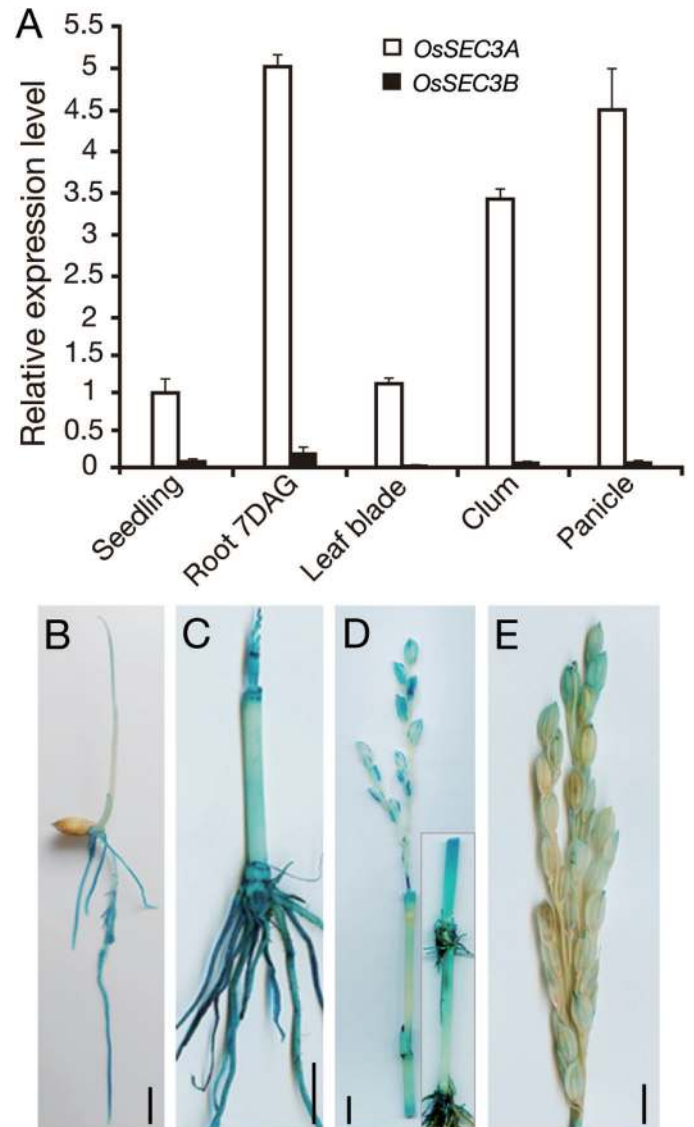 A
Relative expression level
5.5
5
4.5
4
3.5
3
2.5
2
1.5
1
0.5
0
OsSEC3A
OsSEC3B
Seedling
Root 7DAG
Leaf blade
Clum
Panicle
B
C
D
E